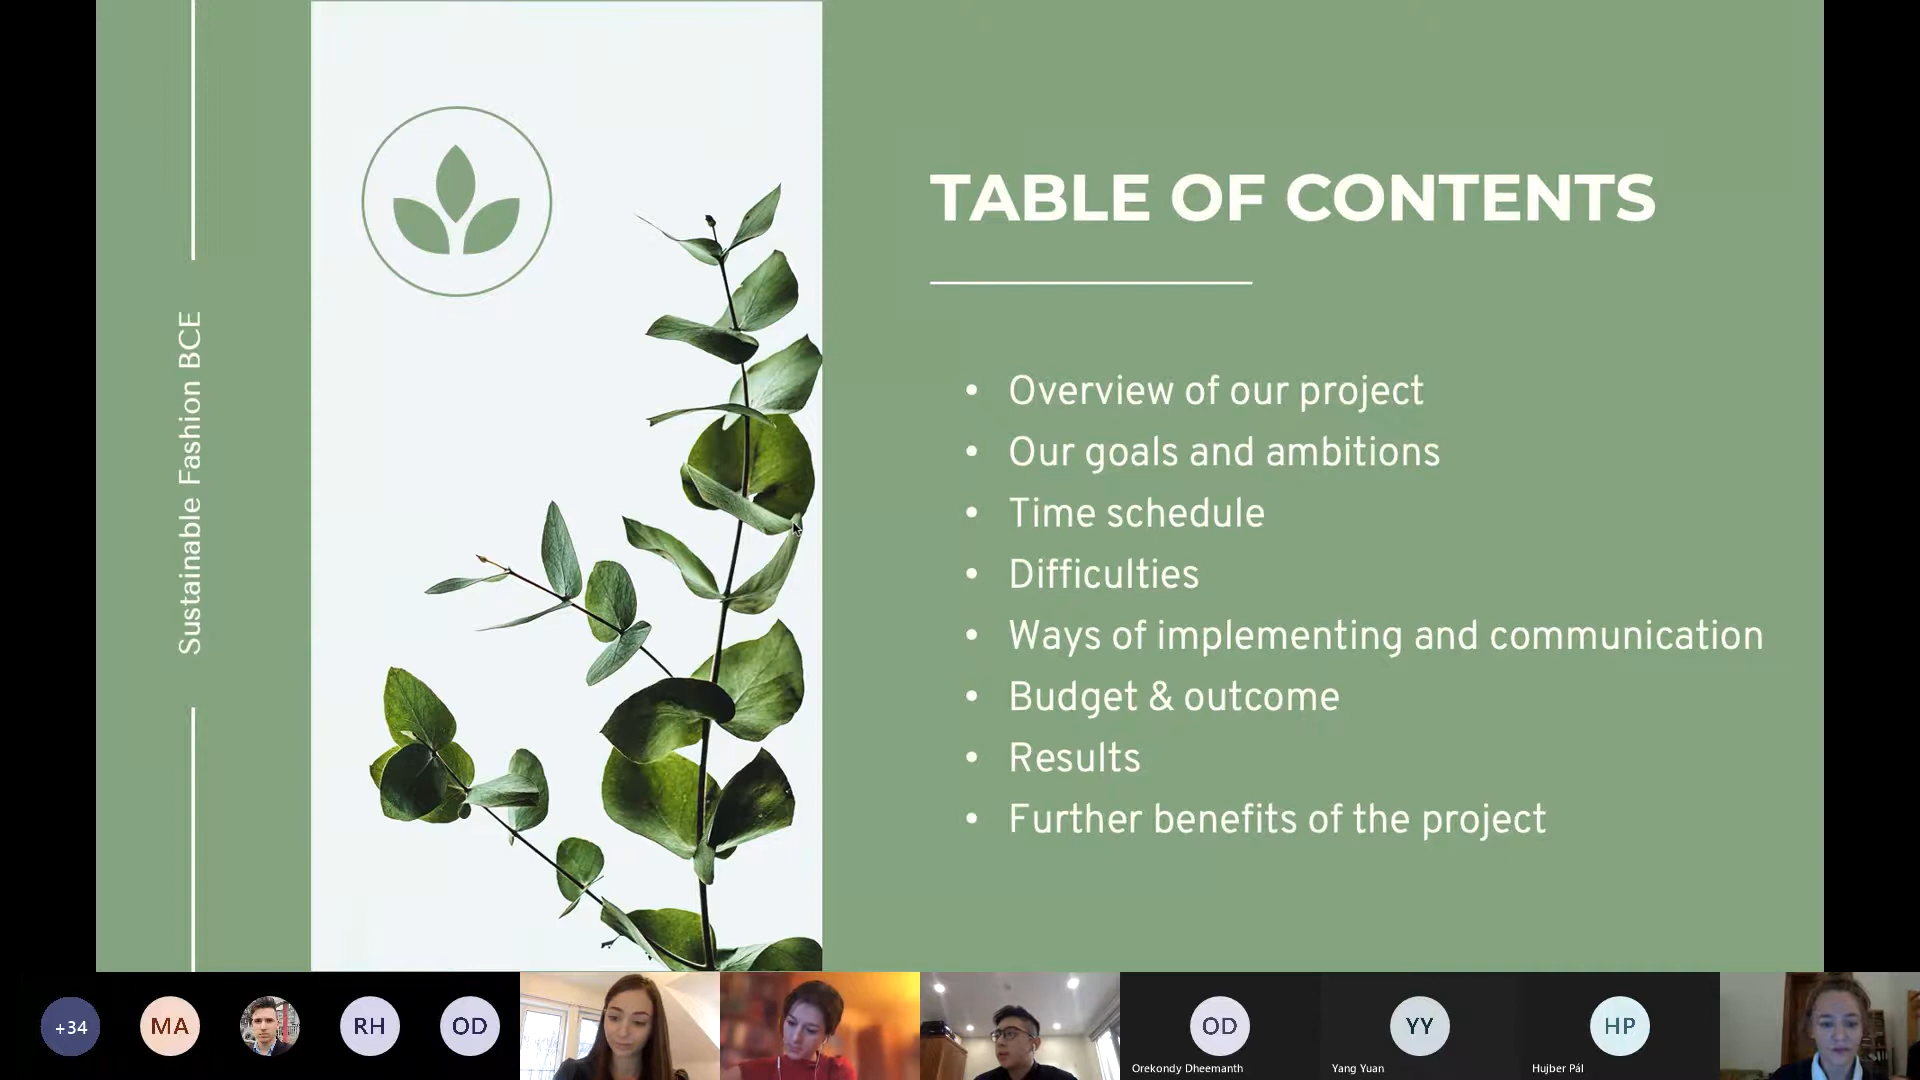 Sustainable Fashion BCE
TABLE OF CONTENTS
• Overview of our project
• Our goals and ambitions
• Time schedule
• Difficulties
• Ways of implementing and communication
• Budget & outcome
• Results
• Further benefits of the project
+34
MA
RH
OD
OD
Orekondy Dheemanth
YY
Yang Yuan
HP
Hujber Pál